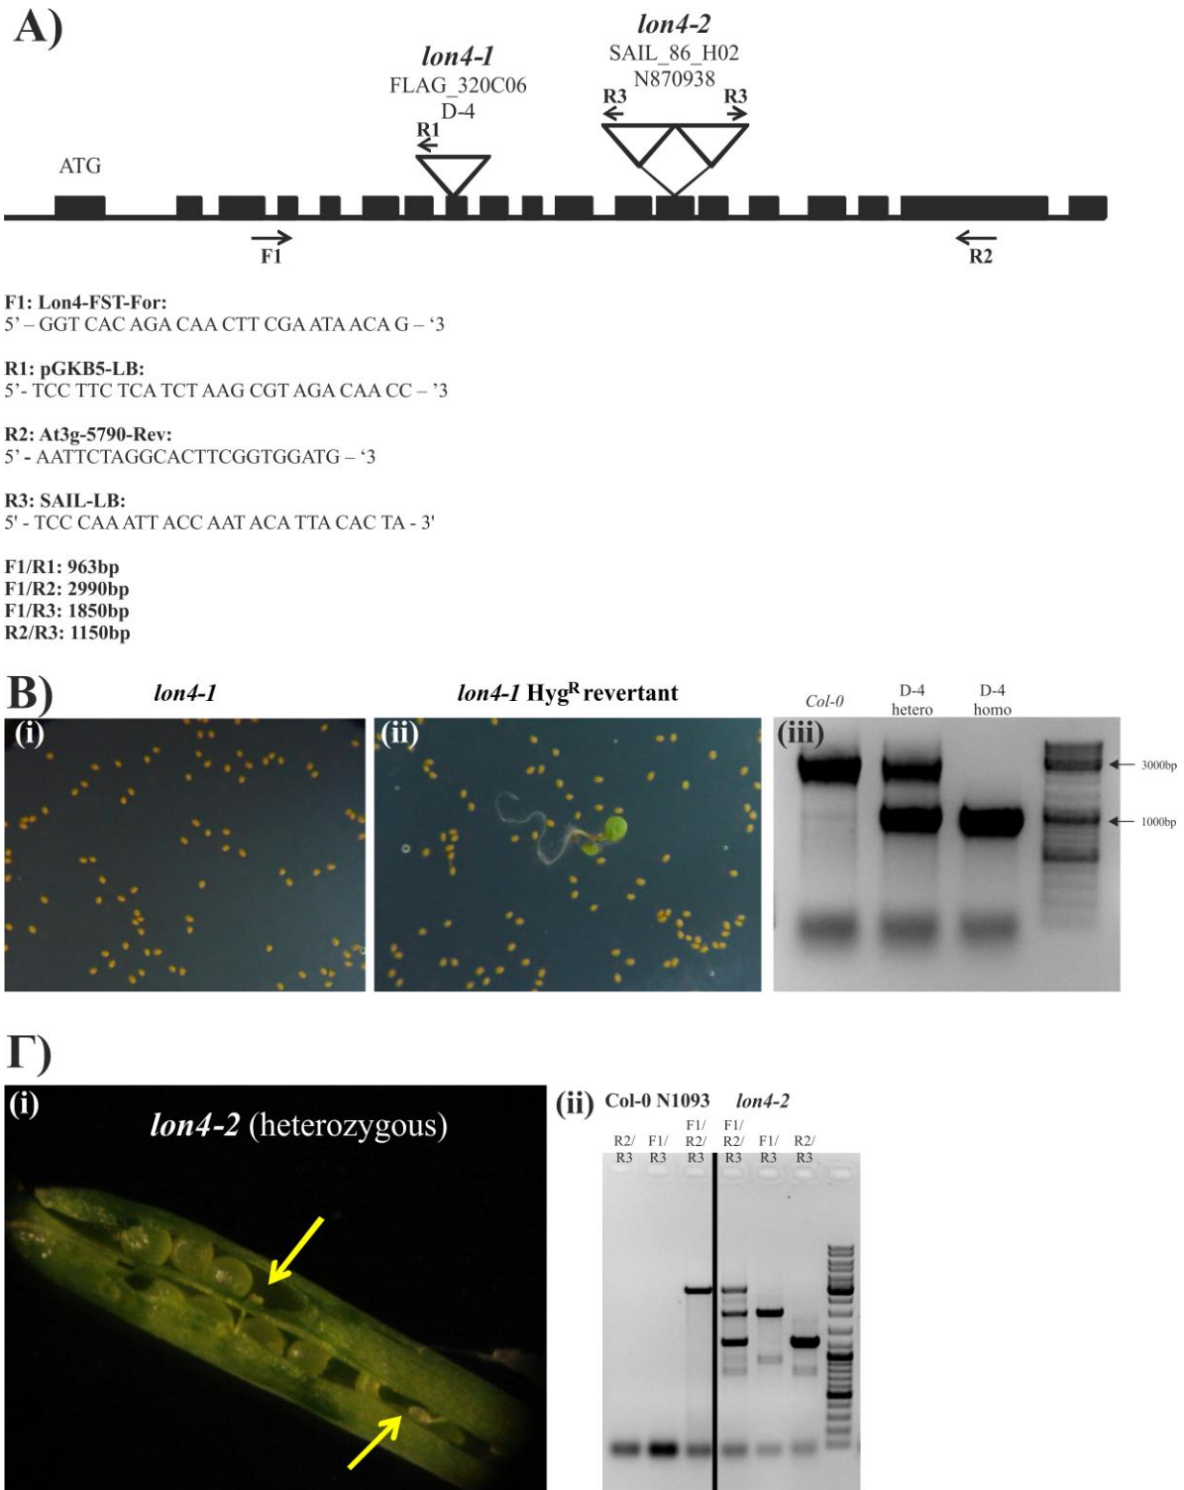 A)
lon4-1
FLAG_320C06
D-4
R1
lon4-2
SAIL_86_H02
N870938
R3 R3
ATG
F1 R2
F1: Lon4-FST-For:
5’ – GGT CAC AGA CAA CTT CGA ATA ACA G – ‘3
R1: pGKB5-LB:
5’- TCC TTC TCA TCT AAG CGT AGA CAA CC – ’3
R2: At3g-5790-Rev:
5’ - AATTCTAGGCACTTCGGTGGATG – ‘3
R3: SAIL-LB:
5' - TCC CAA ATT ACC AAT ACA TTA CAC TA - 3'
F1/R1: 963bp
F1/R2: 2990bp
F1/R3: 1850bp
R2/R3: 1150bp
B)
lon4-1
(i)
lon4-1 Hygᴿ revertant
(ii)
Col-0 D-4 D-4
hetero homo
(iii)
3000bp
1000bp
Γ)
(i)
lon4-2 (heterozygous)
(ii) Col-0 N1093 lon4-2
F1/ F1/
R2/ F1/ R2/ R2/ F1/ R2/
R3 R3 R3 R3 R3 R3